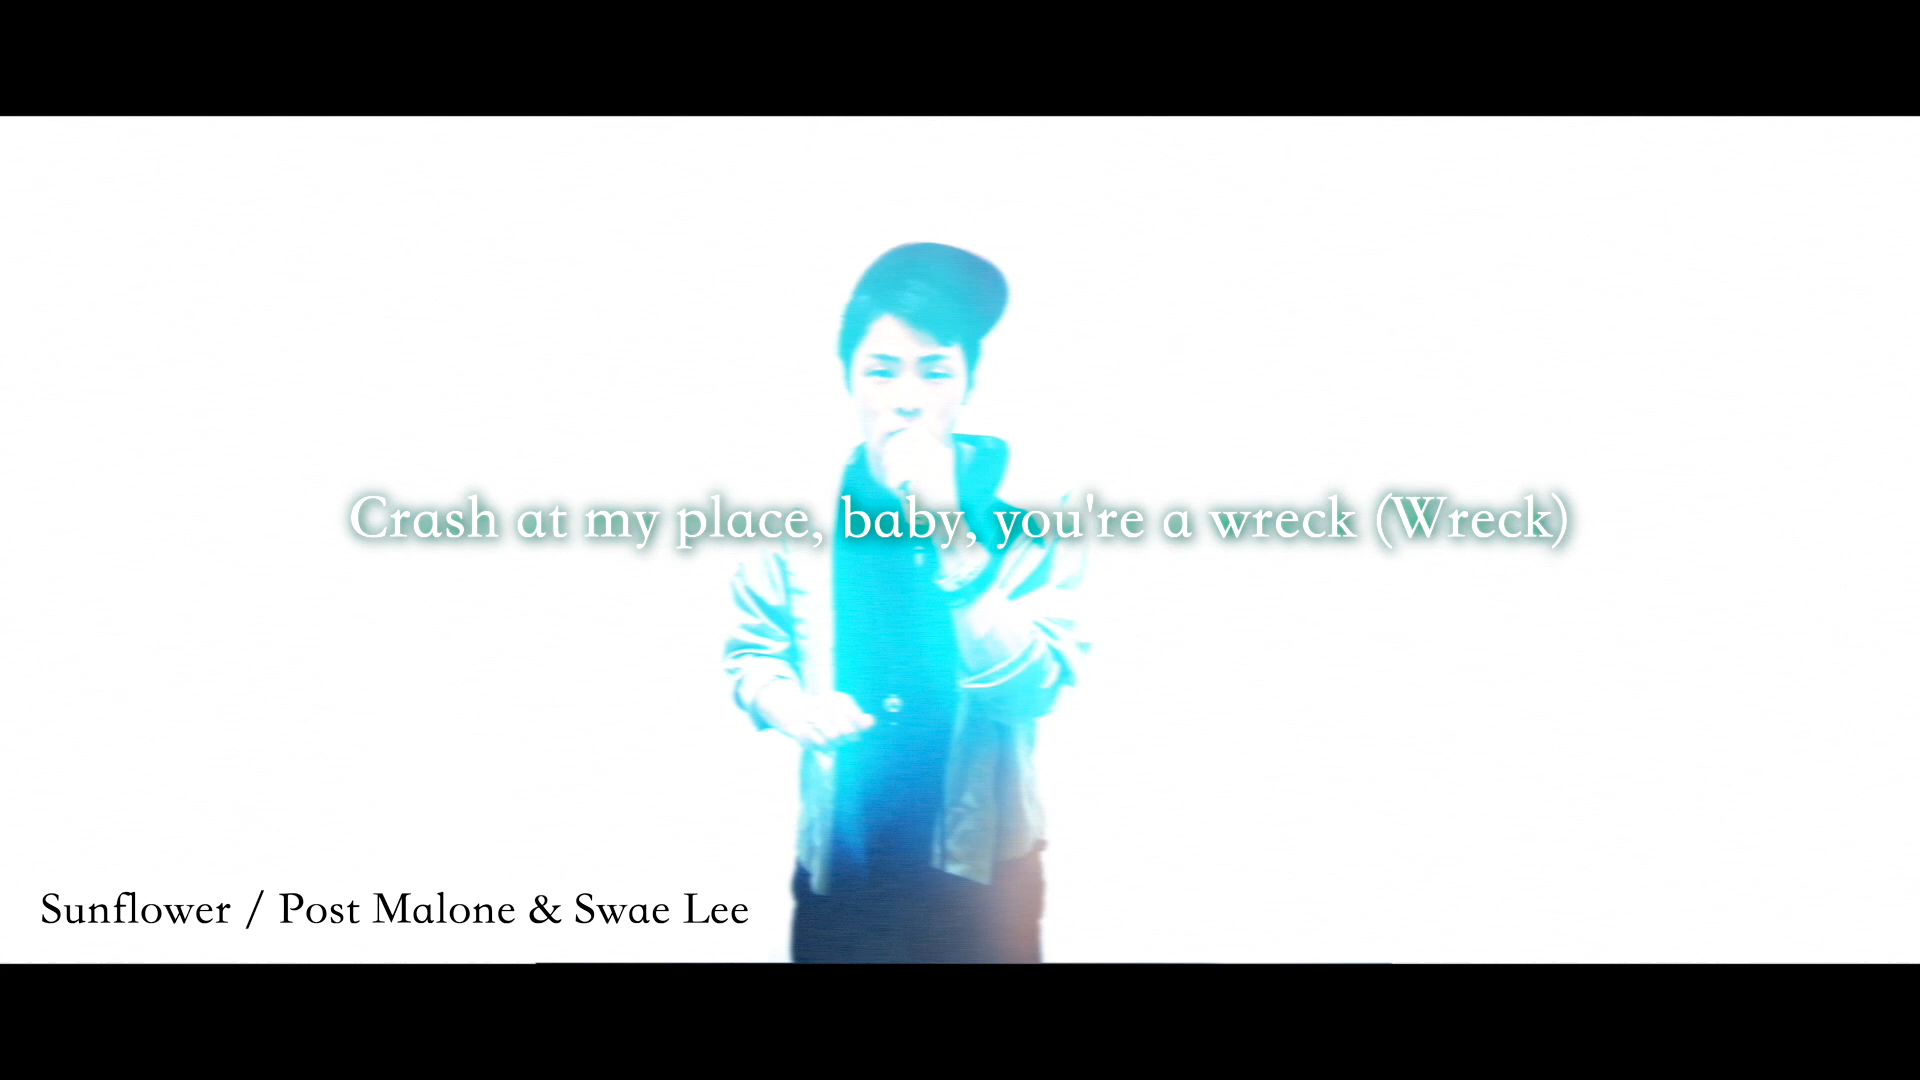 Crash at my place, baby, you're a wreck (Wreck)
Sunflower / Post Malone & Swae Lee